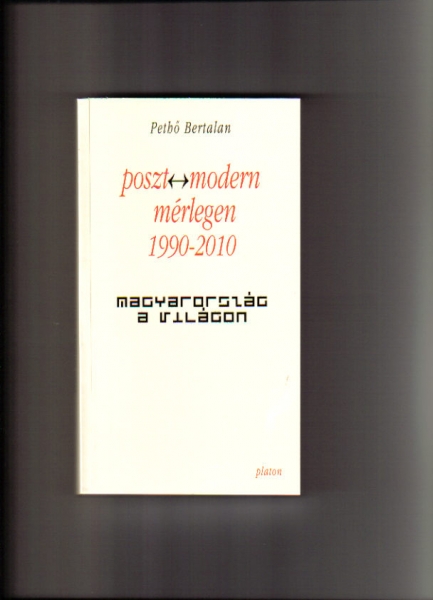 Pethő Bertalan
poszt↔modern
mérlegen
1990-2010
magyarország
a világon
platon